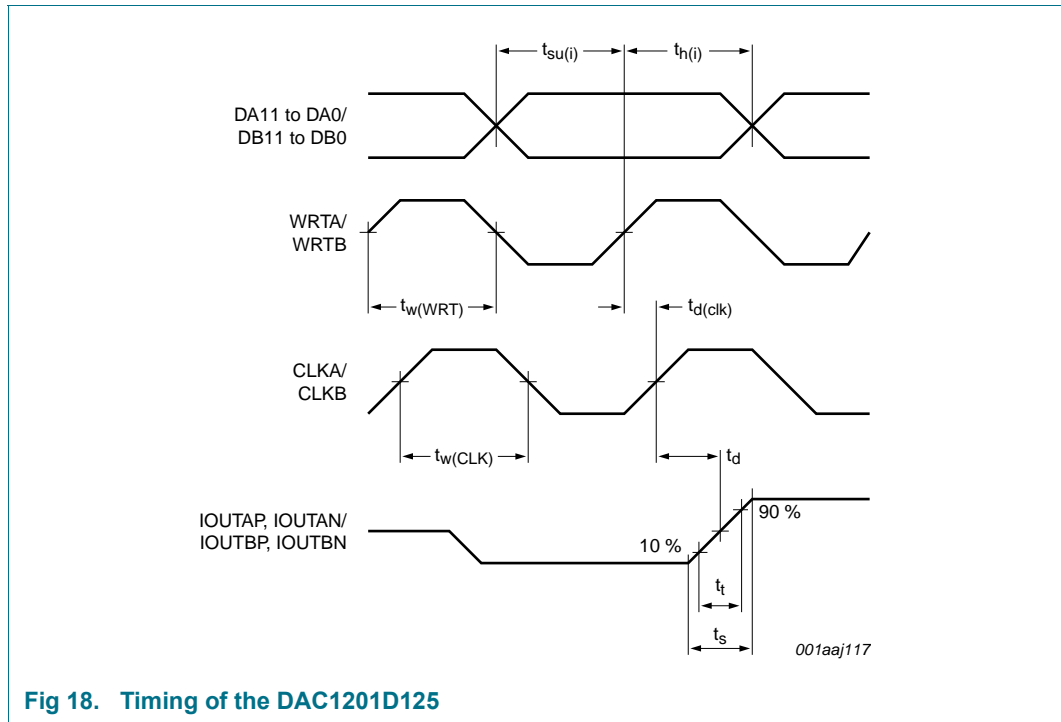 tsu(i)
th(i)
DA11 to DA0/
DB11 to DB0
WRTA/
WRTB
tw(WRT)
td(clk)
CLKA/
CLKB
tw(CLK)
td
IOUTAP, IOUTAN/
IOUTBP, IOUTBN
90 %
10 %
tt
ts
001aaj117
Fig 18. Timing of the DAC1201D125